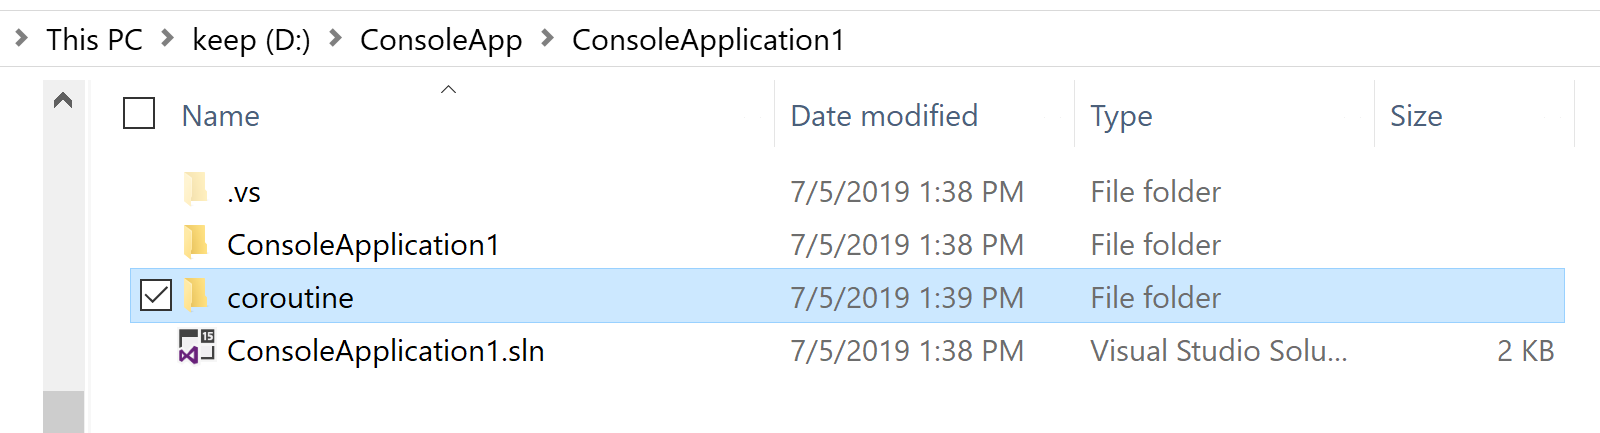 This PC keep (D:) ConsoleApp ConsoleApplication1
Name Date modified Type Size
.vs 7/5/2019 1:38 PM File folder
ConsoleApplication1 7/5/2019 1:38 PM File folder
coroutine 7/5/2019 1:39 PM File folder
15 ConsoleApplication1.sln 7/5/2019 1:38 PM Visual Studio Solu... 2 KB